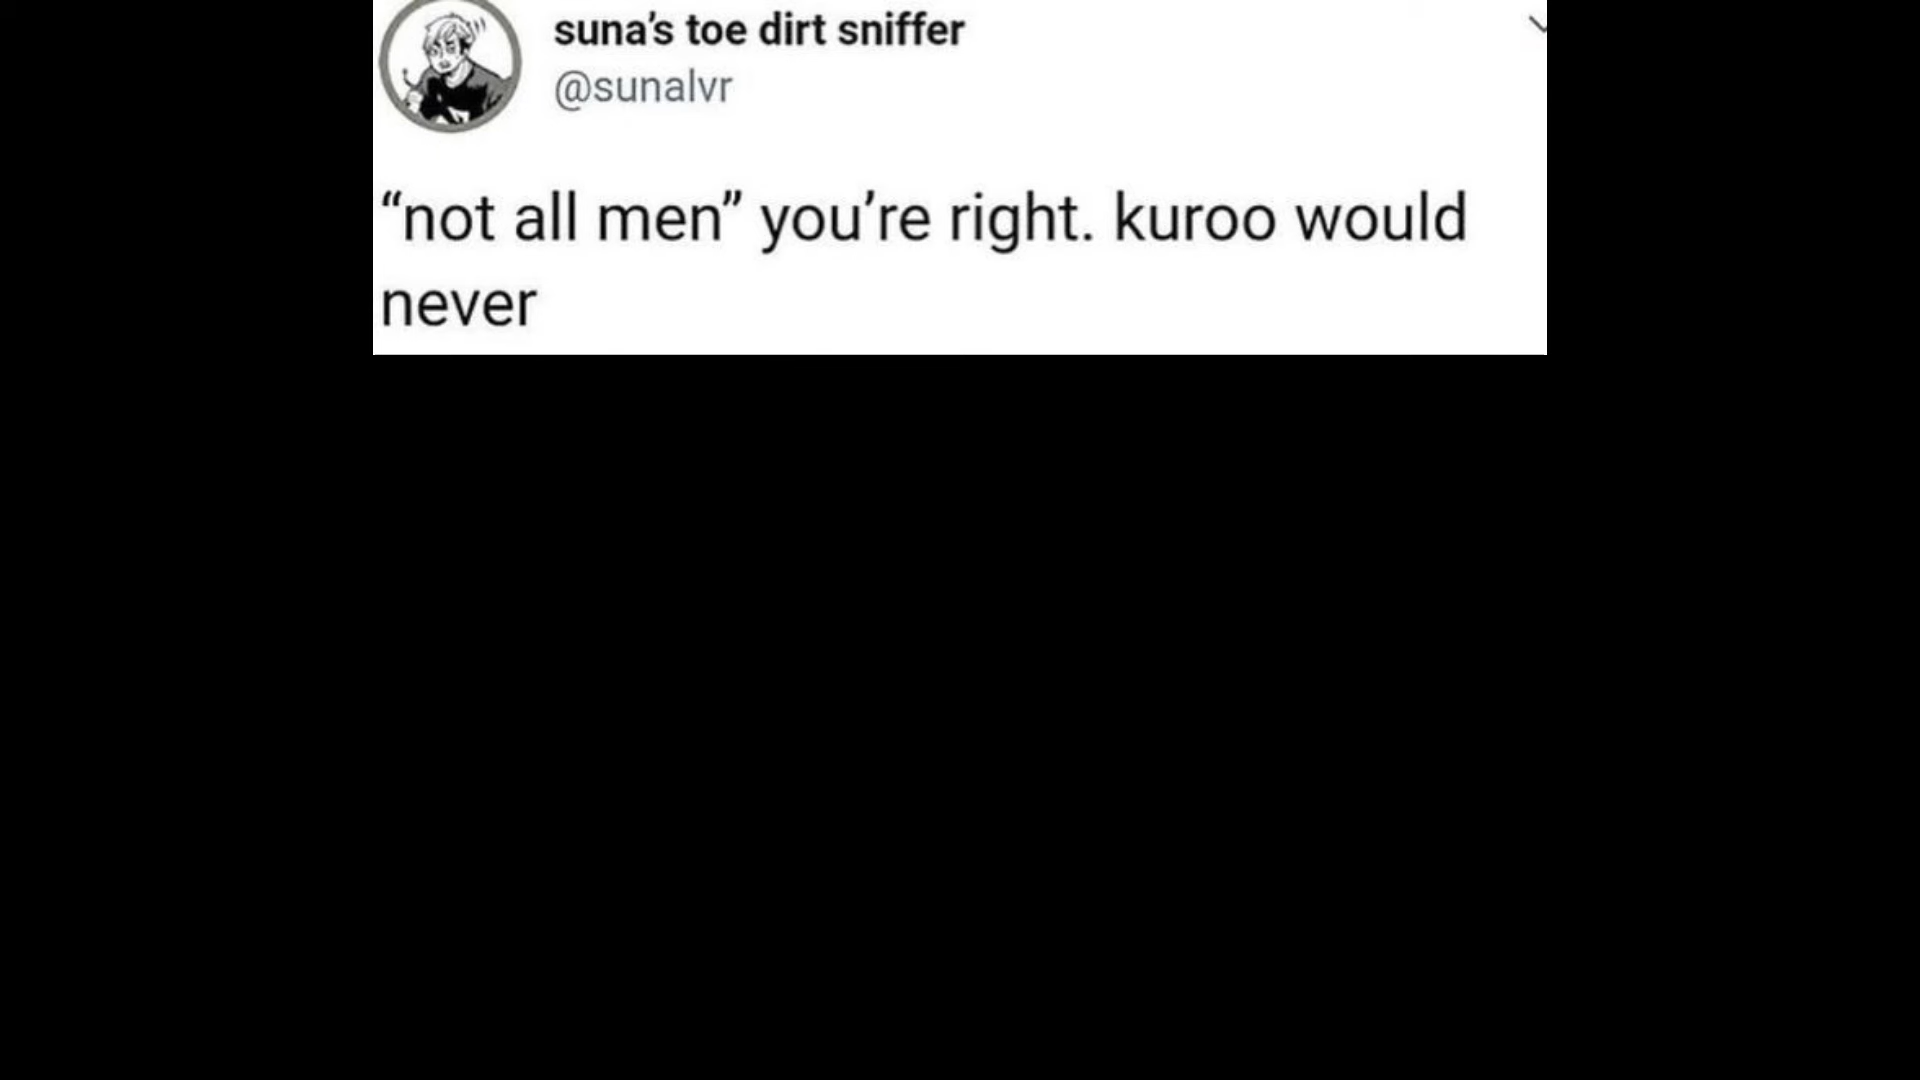 suna’s toe dirt sniffer
@sunalvr
“not all men” you’re right. kuroo would
never